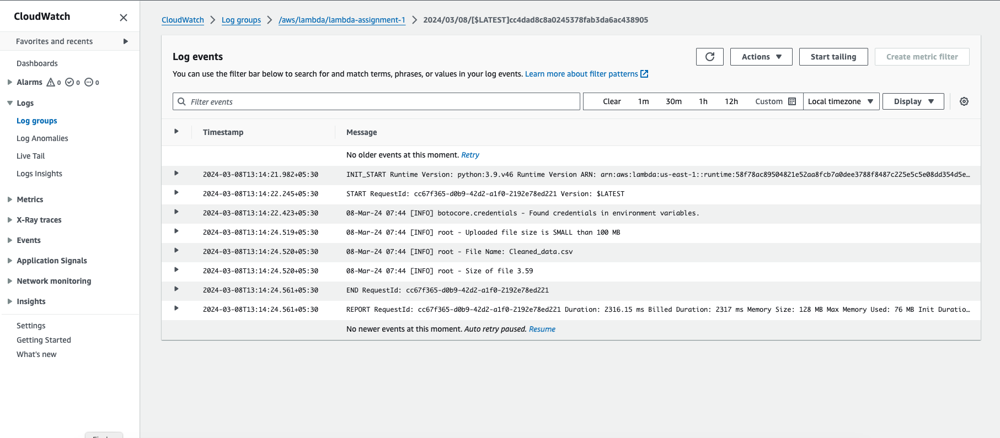 CloudWatch
Favorites and recents
Dashboards
Alarms 0 0 0
Logs
Log groups
Log Anomalies
Live Tail
Logs Insights
Metrics
X-Ray traces
Events
Application Signals
Network monitoring
Insights
Settings
Getting Started
What's new
CloudWatch > Log groups > /aws/lambda/lambda-assignment-1 > 2024/03/08/[$LATEST]cc4dad8c8a0245378fab3da6ac438905
Log events
Actions Start tailing Create metric filter
You can use the filter bar below to search for and match terms, phrases, or values in your log events. Learn more about filter patterns
Filter events Clear 1m 30m 1h 12h Custom Local timezone Display
Timestamp Message
No older events at this moment. Retry
2024-03-08T13:14:21.982+05:30 INIT_START Runtime Version: python:3.9.v46 Runtime Version ARN: arn:aws:lambda:us-east-1::runtime:58f78ac89504821e52aa8fcb7a0dee3788f8487c225e5c5e08dd354d5e…
2024-03-08T13:14:22.245+05:30 START RequestId: cc67f365-d0b9-42d2-a1f0-2192e78ed221 Version: $LATEST
2024-03-08T13:14:22.423+05:30 08-Mar-24 07:44 [INFO] botocore.credentials - Found credentials in environment variables.
2024-03-08T13:14:24.519+05:30 08-Mar-24 07:44 [INFO] root - Uploaded file size is SMALL than 100 MB
2024-03-08T13:14:24.520+05:30 08-Mar-24 07:44 [INFO] root - File Name: Cleaned_data.csv
2024-03-08T13:14:24.520+05:30 08-Mar-24 07:44 [INFO] root - Size of file 3.59
2024-03-08T13:14:24.561+05:30 END RequestId: cc67f365-d0b9-42d2-a1f0-2192e78ed221
2024-03-08T13:14:24.561+05:30 REPORT RequestId: cc67f365-d0b9-42d2-a1f0-2192e78ed221 Duration: 2316.15 ms Billed Duration: 2317 ms Memory Size: 128 MB Max Memory Used: 76 MB Init Duratio…
No newer events at this moment. Auto retry paused. Resume